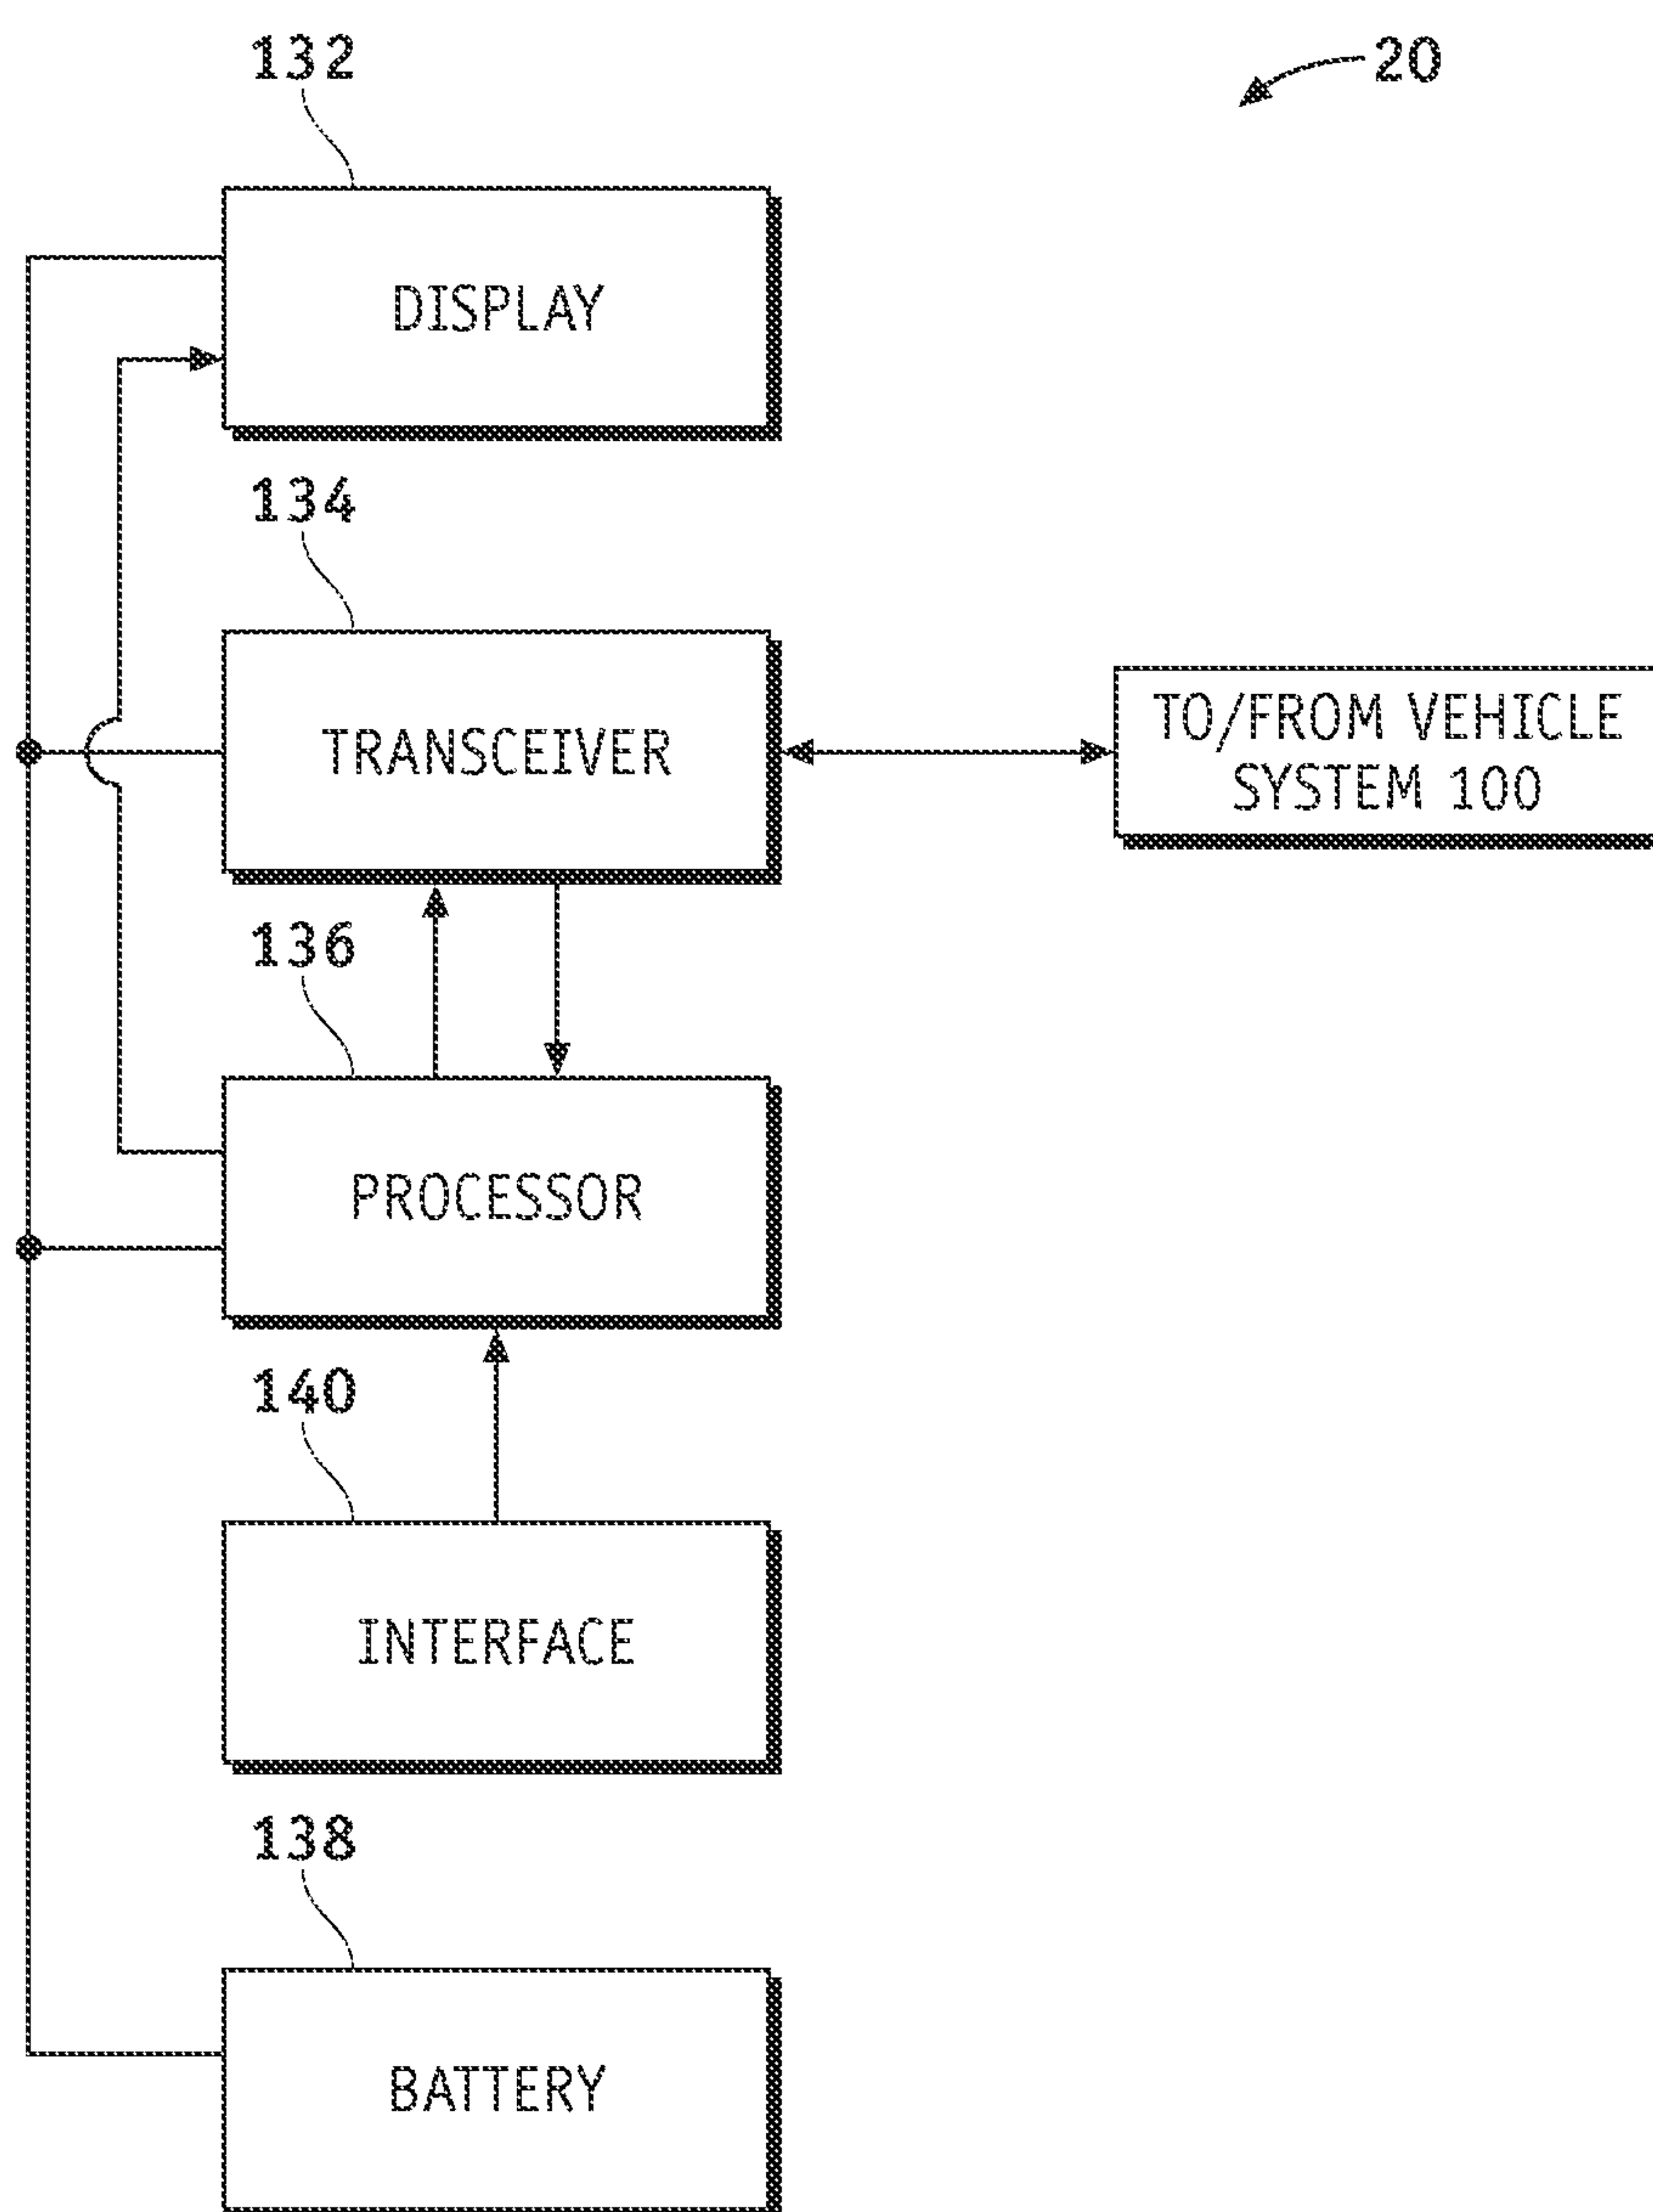 132
20
DISPLAY
134
TRANSCEIVER
TO/FROM VEHICLE
SYSTEM 100
136
PROCESSOR
140
INTERFACE
138
BATTERY